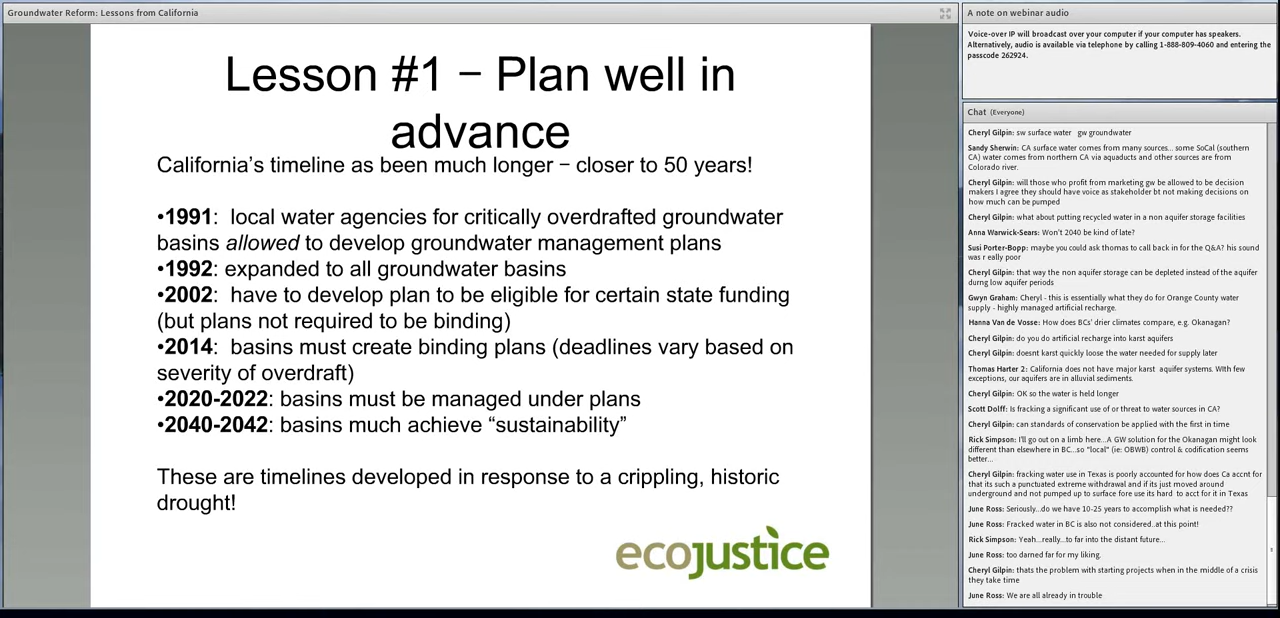 Groundwater Reform: Lessons from California
Lesson #1 − Plan well in
advance
California’s timeline as been much longer − closer to 50 years!
•1991: local water agencies for critically overdrafted groundwater
basins allowed to develop groundwater management plans
•1992: expanded to all groundwater basins
•2002: have to develop plan to be eligible for certain state funding
(but plans not required to be binding)
•2014: basins must create binding plans (deadlines vary based on
severity of overdraft)
•2020-2022: basins must be managed under plans
•2040-2042: basins much achieve “sustainability”
These are timelines developed in response to a crippling, historic
drought!
ecojustice
A note on webinar audio
Voice-over IP will broadcast over your computer if your computer has speakers.
Alternatively, audio is available via telephone by calling 1-888-809-4060 and entering the
passcode 262924.
Chat (Everyone)
Cheryl Gilpin: sw surface water gw groundwater
Sandy Sherwin: CA surface water comes from many sources... some SoCal (southern
CA) water comes from northern CA via aquaducts and other sources are from
Colorado river.
Cheryl Gilpin: will those who profit from marketing gw be allowed to be decision
makers I agree they should have voice as stakeholder bt not making decisions on
how much can be pumped
Cheryl Gilpin: what about putting recycled water in a non aquifer storage facilities
Anna Warwick-Sears: Won't 2040 be kind of late?
Susi Porter-Bopp: maybe you could ask thomas to call back in for the Q&A? his sound
was r eally poor
Cheryl Gilpin: that way the non aquifer storage can be depleted instead of the aquifer
durng low aquifer periods
Gwyn Graham: Cheryl - this is essentially what they do for Orange County water
supply - highly managed artificial recharge.
Hanna Van de Vosse: How does BCs' drier climates compare, e.g. Okanagan?
Cheryl Gilpin: do you do artificial recharge into karst aquifers
Cheryl Gilpin: doesnt karst quickly loose the water needed for supply later
Thomas Harter 2: California does not have major karst aquifer systems. WIth few
exceptions, our aquifers are in alluvial sediments.
Cheryl Gilpin: OK so the water is held longer
Scott Dolff: Is fracking a significant use of or threat to water sources in CA?
Cheryl Gilpin: can standards of conservation be applied with the first in time
Rick Simpson: I'll go out on a limb here...A GW solution for the Okanagan might look
different than elsewhere in BC...so "local" (ie: OBWB) control & codification seems
better...
Cheryl Gilpin: fracking water use in Texas is poorly accounted for how does Ca accnt for
that its such a punctuated extreme withdrawal and if its just moved around
underground and not pumped up to surface fore use its hard to acct for it in Texas
June Ross: Seriously...do we have 10-25 years to accomplish what is needed??
June Ross: Fracked water in BC is also not considered..at this point!
Rick Simpson: Yeah...really...to far into the distant future...
June Ross: too darned far for my liking.
Cheryl Gilpin: thats the problem with starting projects when in the middle of a crisis
they take time
June Ross: We are all already in trouble